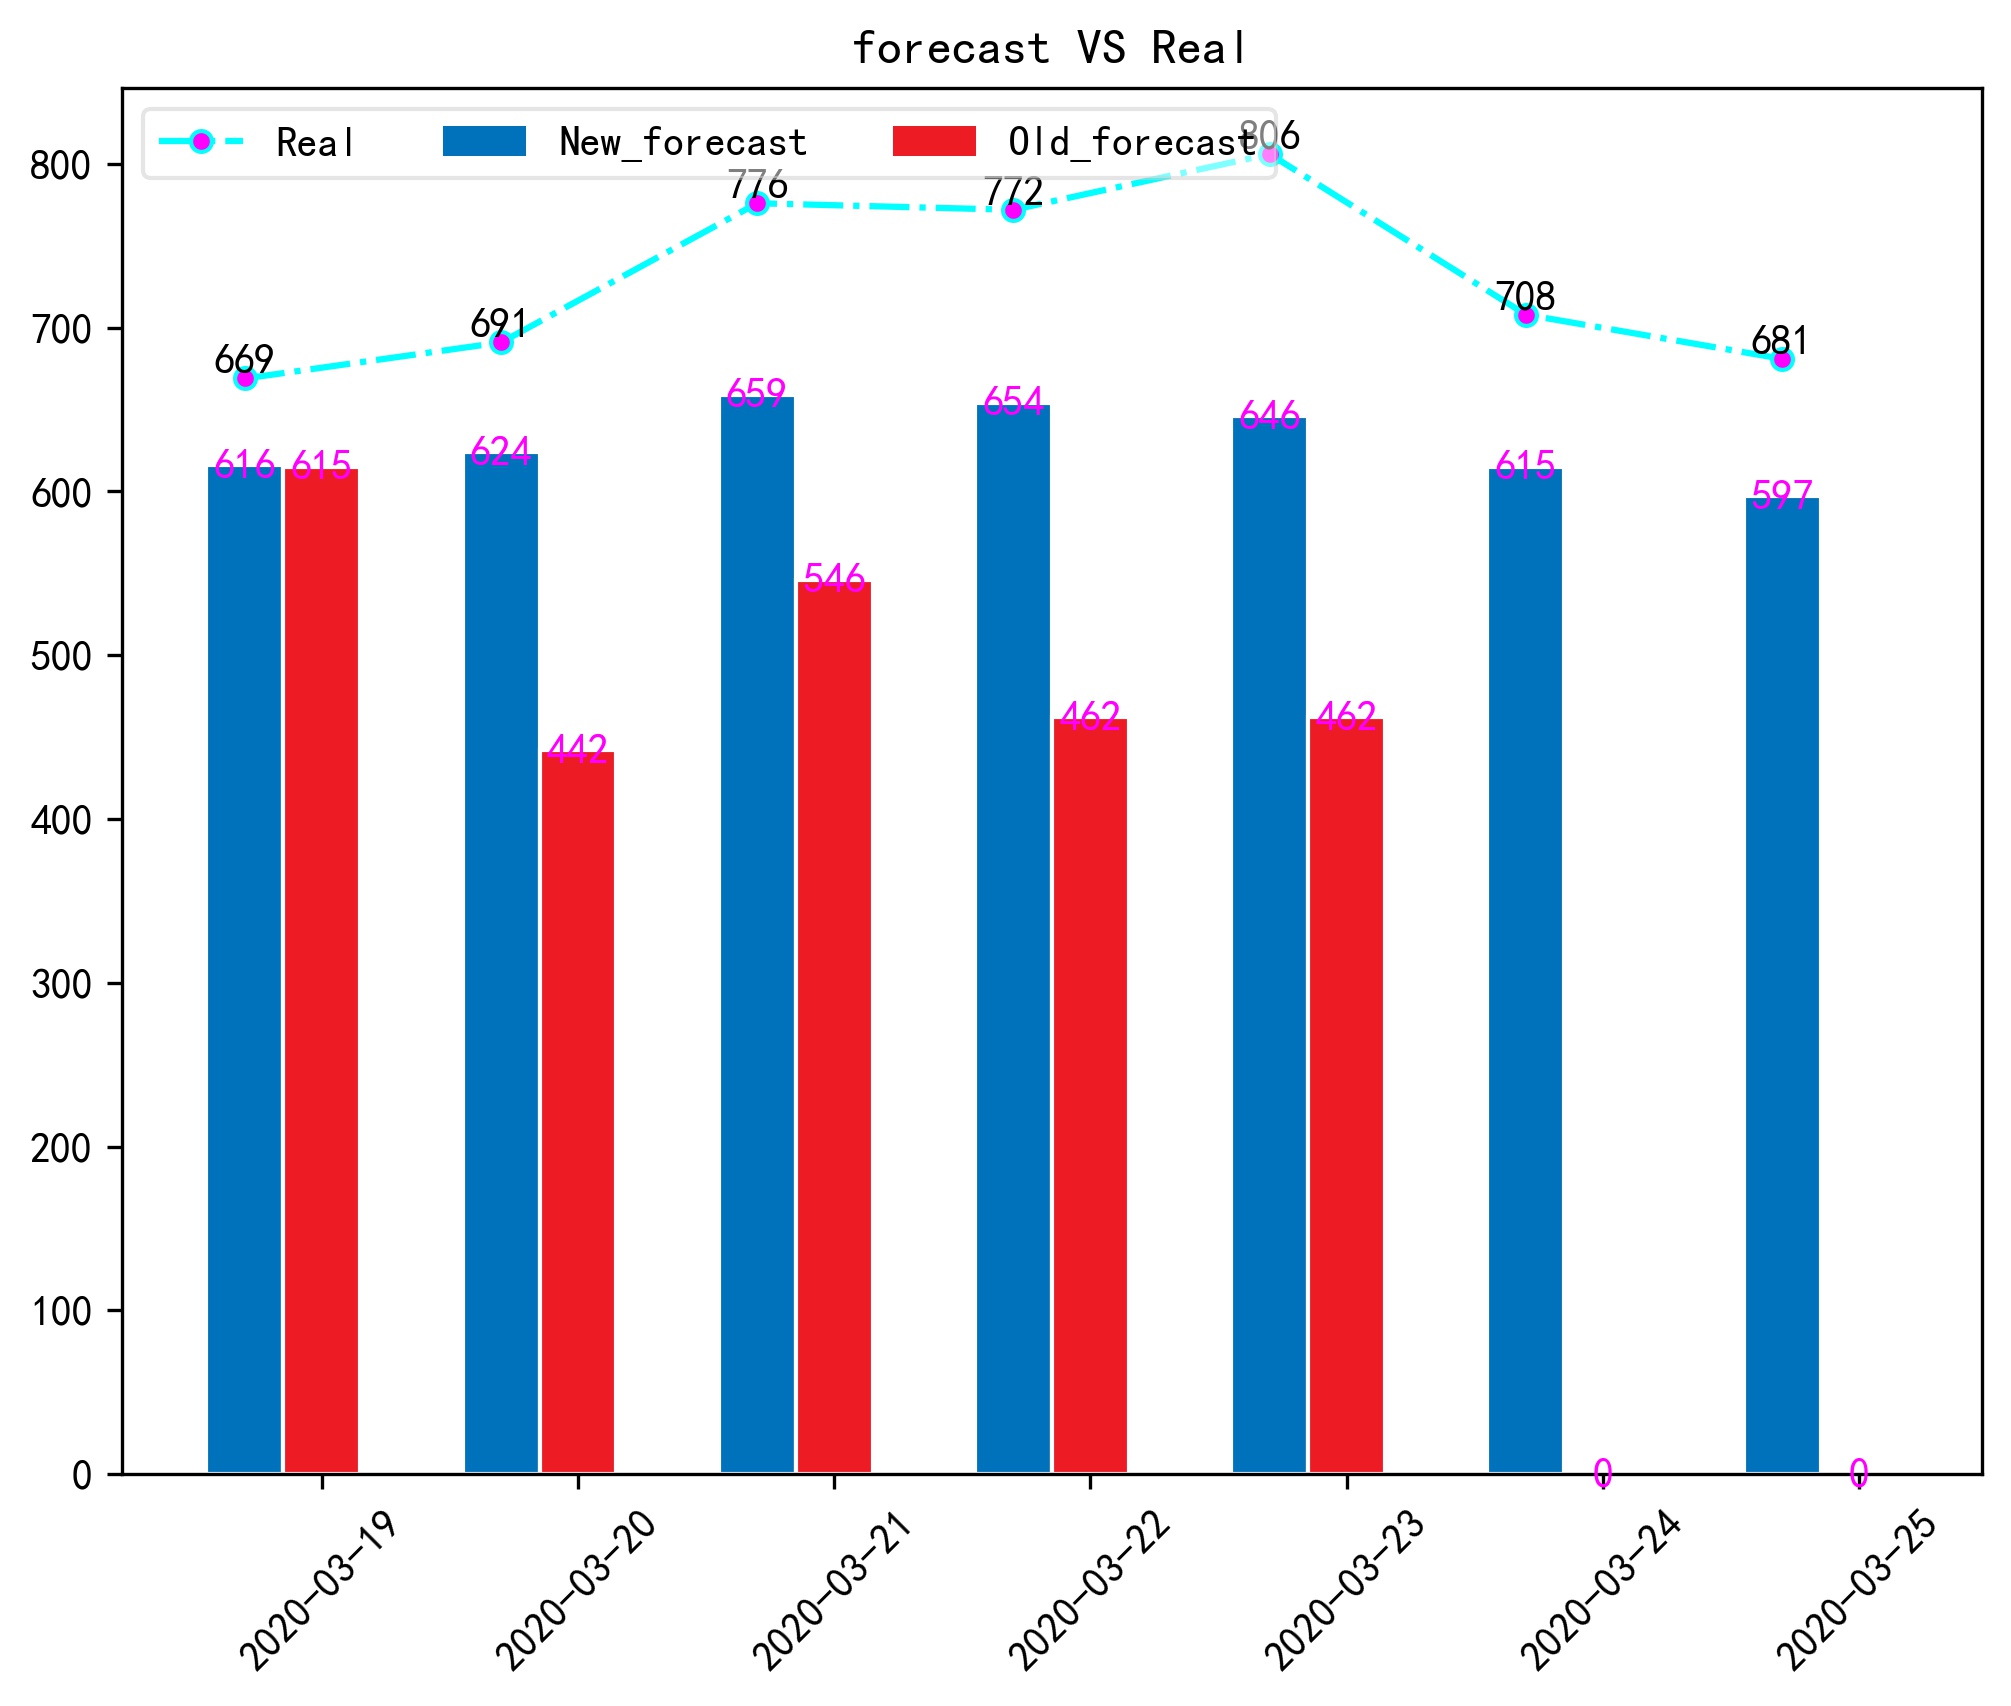 forecast VS Real
Real New_forecast Old_forecast
800
700
600
500
400
300
200
100
0
669 691 776 772 806 708 681
616 624 659 654 646 615 597
615 442 546 462 462 0 0
2020-03-19 2020-03-20 2020-03-21 2020-03-22 2020-03-23 2020-03-24 2020-03-25